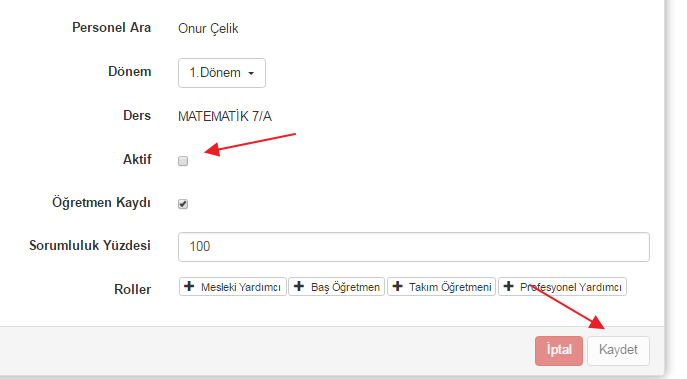 Personel Ara Onur Çelik
Dönem 1.Dönem
Ders MATEMATİK 7/A
Aktif
Öğretmen Kaydı
Sorumluluk Yüzdesi 100
Roller Mesleki Yardımcı Baş Öğretmen Takım Öğretmeni Profesyonel Yardımcı
İptal Kaydet